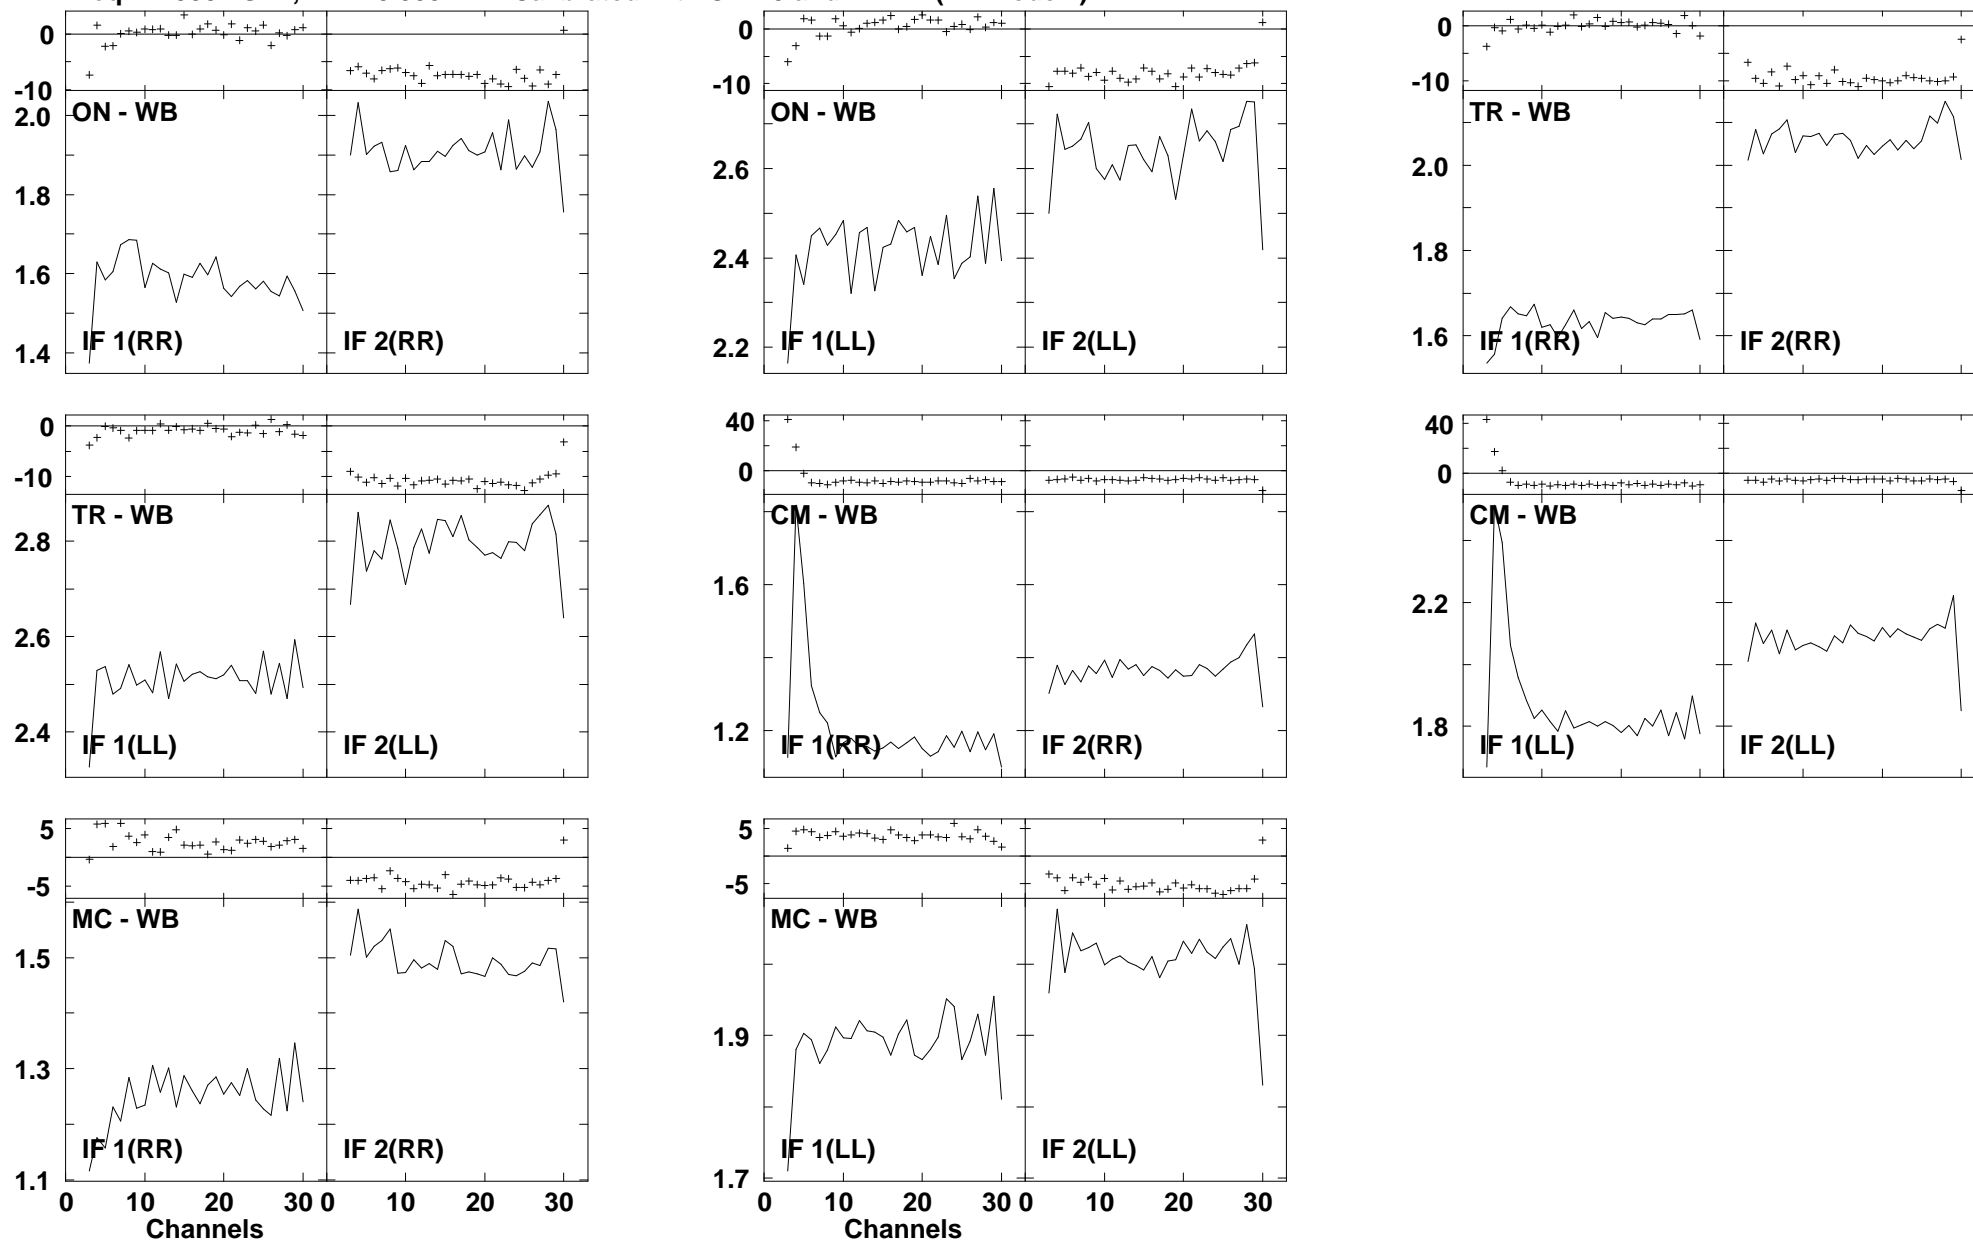 0
-10
ON - WB
2.0
1.8
1.6
1.4
IF 1(RR)
IF 2(RR)
0
-10
ON - WB
2.6
2.4
2.2
IF 1(LL)
IF 2(LL)
0
-10
TR - WB
2.0
1.8
1.6
IF 1(RR)
IF 2(RR)
0
-10
TR - WB
2.8
2.6
2.4
IF 1(LL)
IF 2(LL)
40
0
CM - WB
1.6
1.2
IF 1(RR)
IF 2(RR)
40
0
CM - WB
2.2
1.8
IF 1(LL)
IF 2(LL)
5
-5
MC - WB
1.5
1.3
1.1
IF 1(RR)
IF 2(RR)
0 10 20 30 0 10 20 30
Channels
5
-5
MC - WB
1.9
1.7
IF 1(LL)
IF 2(LL)
0 10 20 30 0 10 20 30
Channels